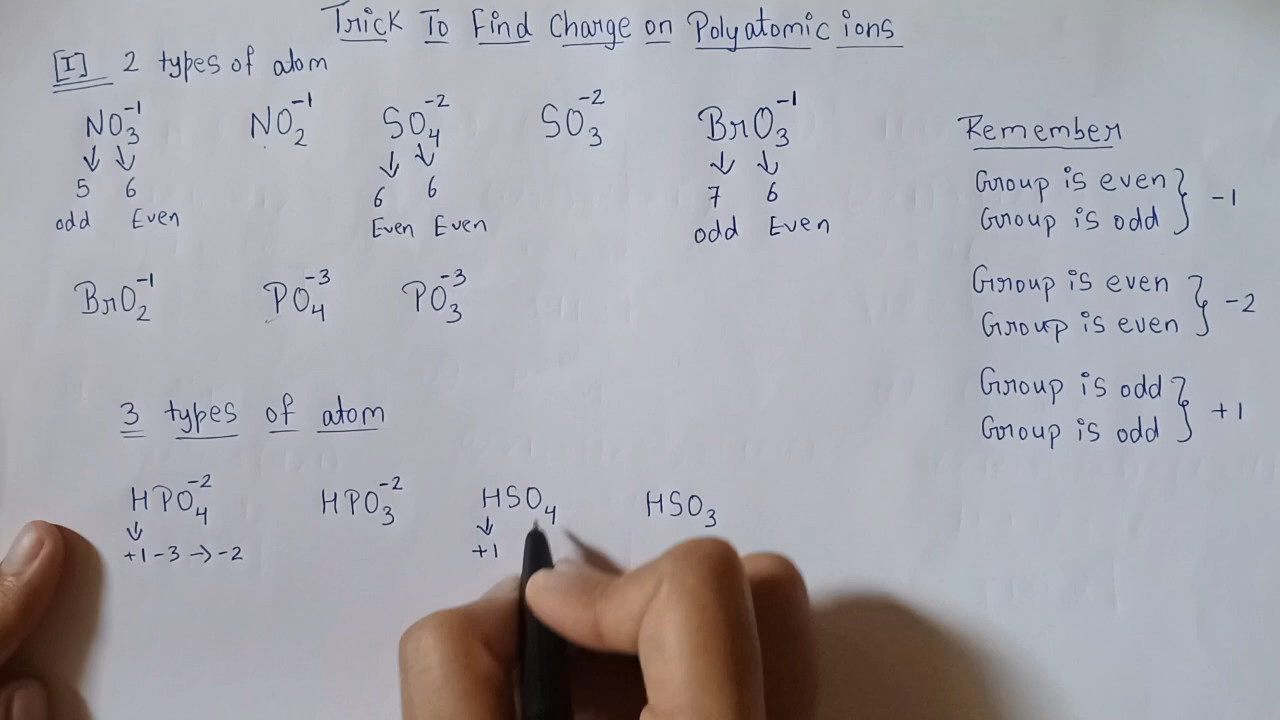 Trick To Find Charge on Polyatomic ions
[I] 2 types of atom
NO₃⁻¹ NO₂⁻¹ SO₄⁻² SO₃⁻² BrO₃⁻¹
↓ ↓ ↓ ↓ ↓ ↓
5 6 6 6 7 6
odd Even Even Even odd Even
BrO₂⁻¹ PO₄⁻³ PO₃⁻³
Remember
Group is even
Group is odd } -1
Group is even
Group is even } -2
Group is odd
Group is odd } +1
3 types of atom
HPO₄⁻² HPO₃⁻² HSO₄ HSO₃
↓ ↓
+1-3 → -2 +1